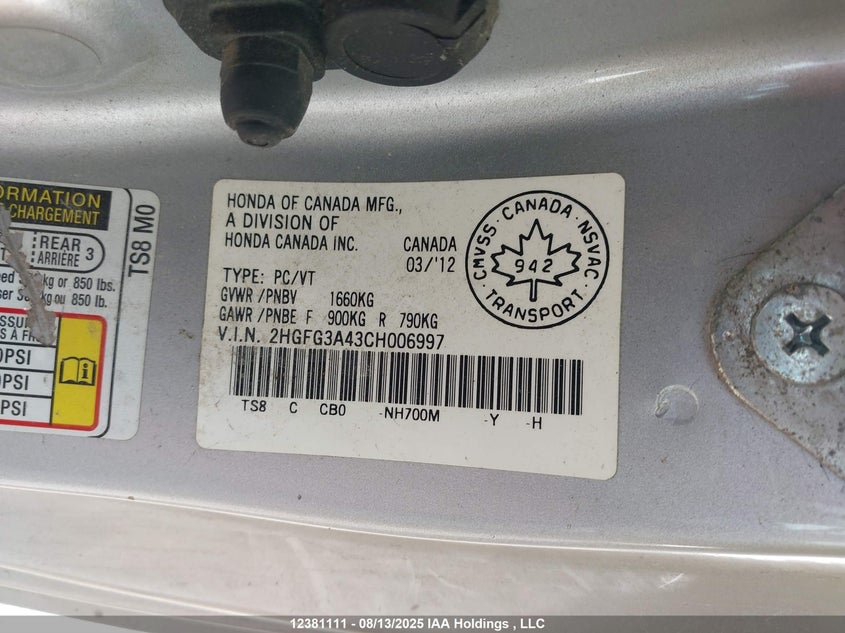 ORMATION
CHARGEMENT
REAR 3
ARRIÈRE
kg or 850 lbs.
kg ou 850 lb.
TS8 M0
PSI
PSI
PSI
HONDA OF CANADA MFG.,
A DIVISION OF
HONDA CANADA INC. CANADA
03/'12
TYPE: PC/VT
GVWR /PNBV 1660KG
GAWR /PNBE F 900KG R 790KG
V.I.N. 2HGFG3A43CH006997
TS8 C CB0 -NH700M -Y -H
CMVSS · CANADA · NSVAC
942
TRANSPORT
12381111 - 08/13/2025 IAA Holdings , LLC